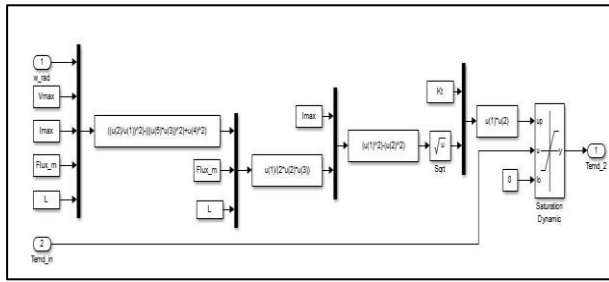 1
w_rad
Vmax
Imax
Flux_m
L
((u(2)/u(1))^2)-(((u(5)*u(3))^2)+u(4)^2)
Flux_m
L
u(1)/(2*u(2)*u(3))
Imax
(u(1)^2)-(u(2)^2)
√u
Sqrt
Kt
u(1)*u(2)
0
up
u
lo
y
Saturation
Dynamic
1
Temd_2
2
Temd_in